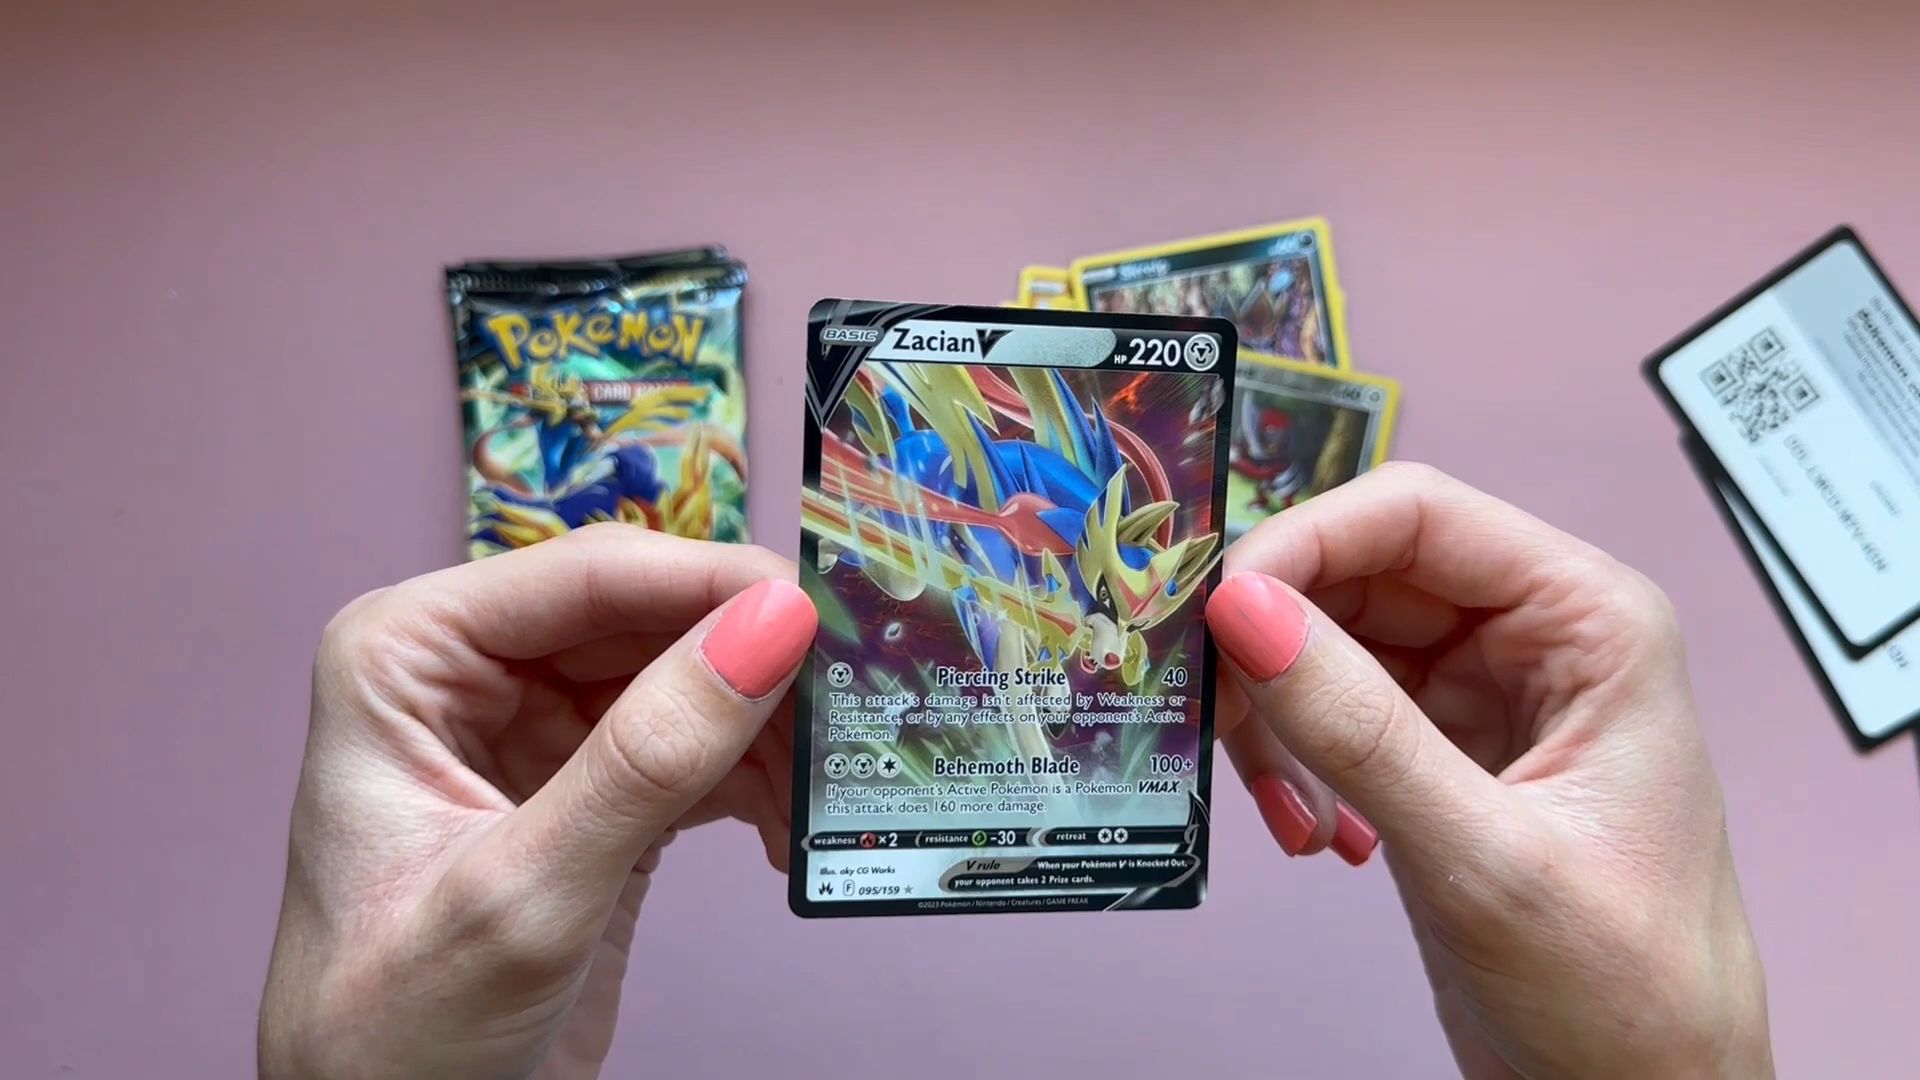 POKéMON
CARD GAME
BASIC
Zacian V
HP 220
Piercing Strike 40
This attack's damage isn't affected by Weakness or
Resistance, or by any effects on your opponent's Active
Pokémon.
Behemoth Blade 100+
If your opponent's Active Pokémon is a Pokémon VMAX,
this attack does 160 more damage.
weakness ×2 resistance -30 retreat
Illus. aky CG Works
V rule When your Pokémon V is Knocked Out,
your opponent takes 2 Prize cards.
F 095/159
©2023 Pokémon / Nintendo / Creatures / GAME FREAK